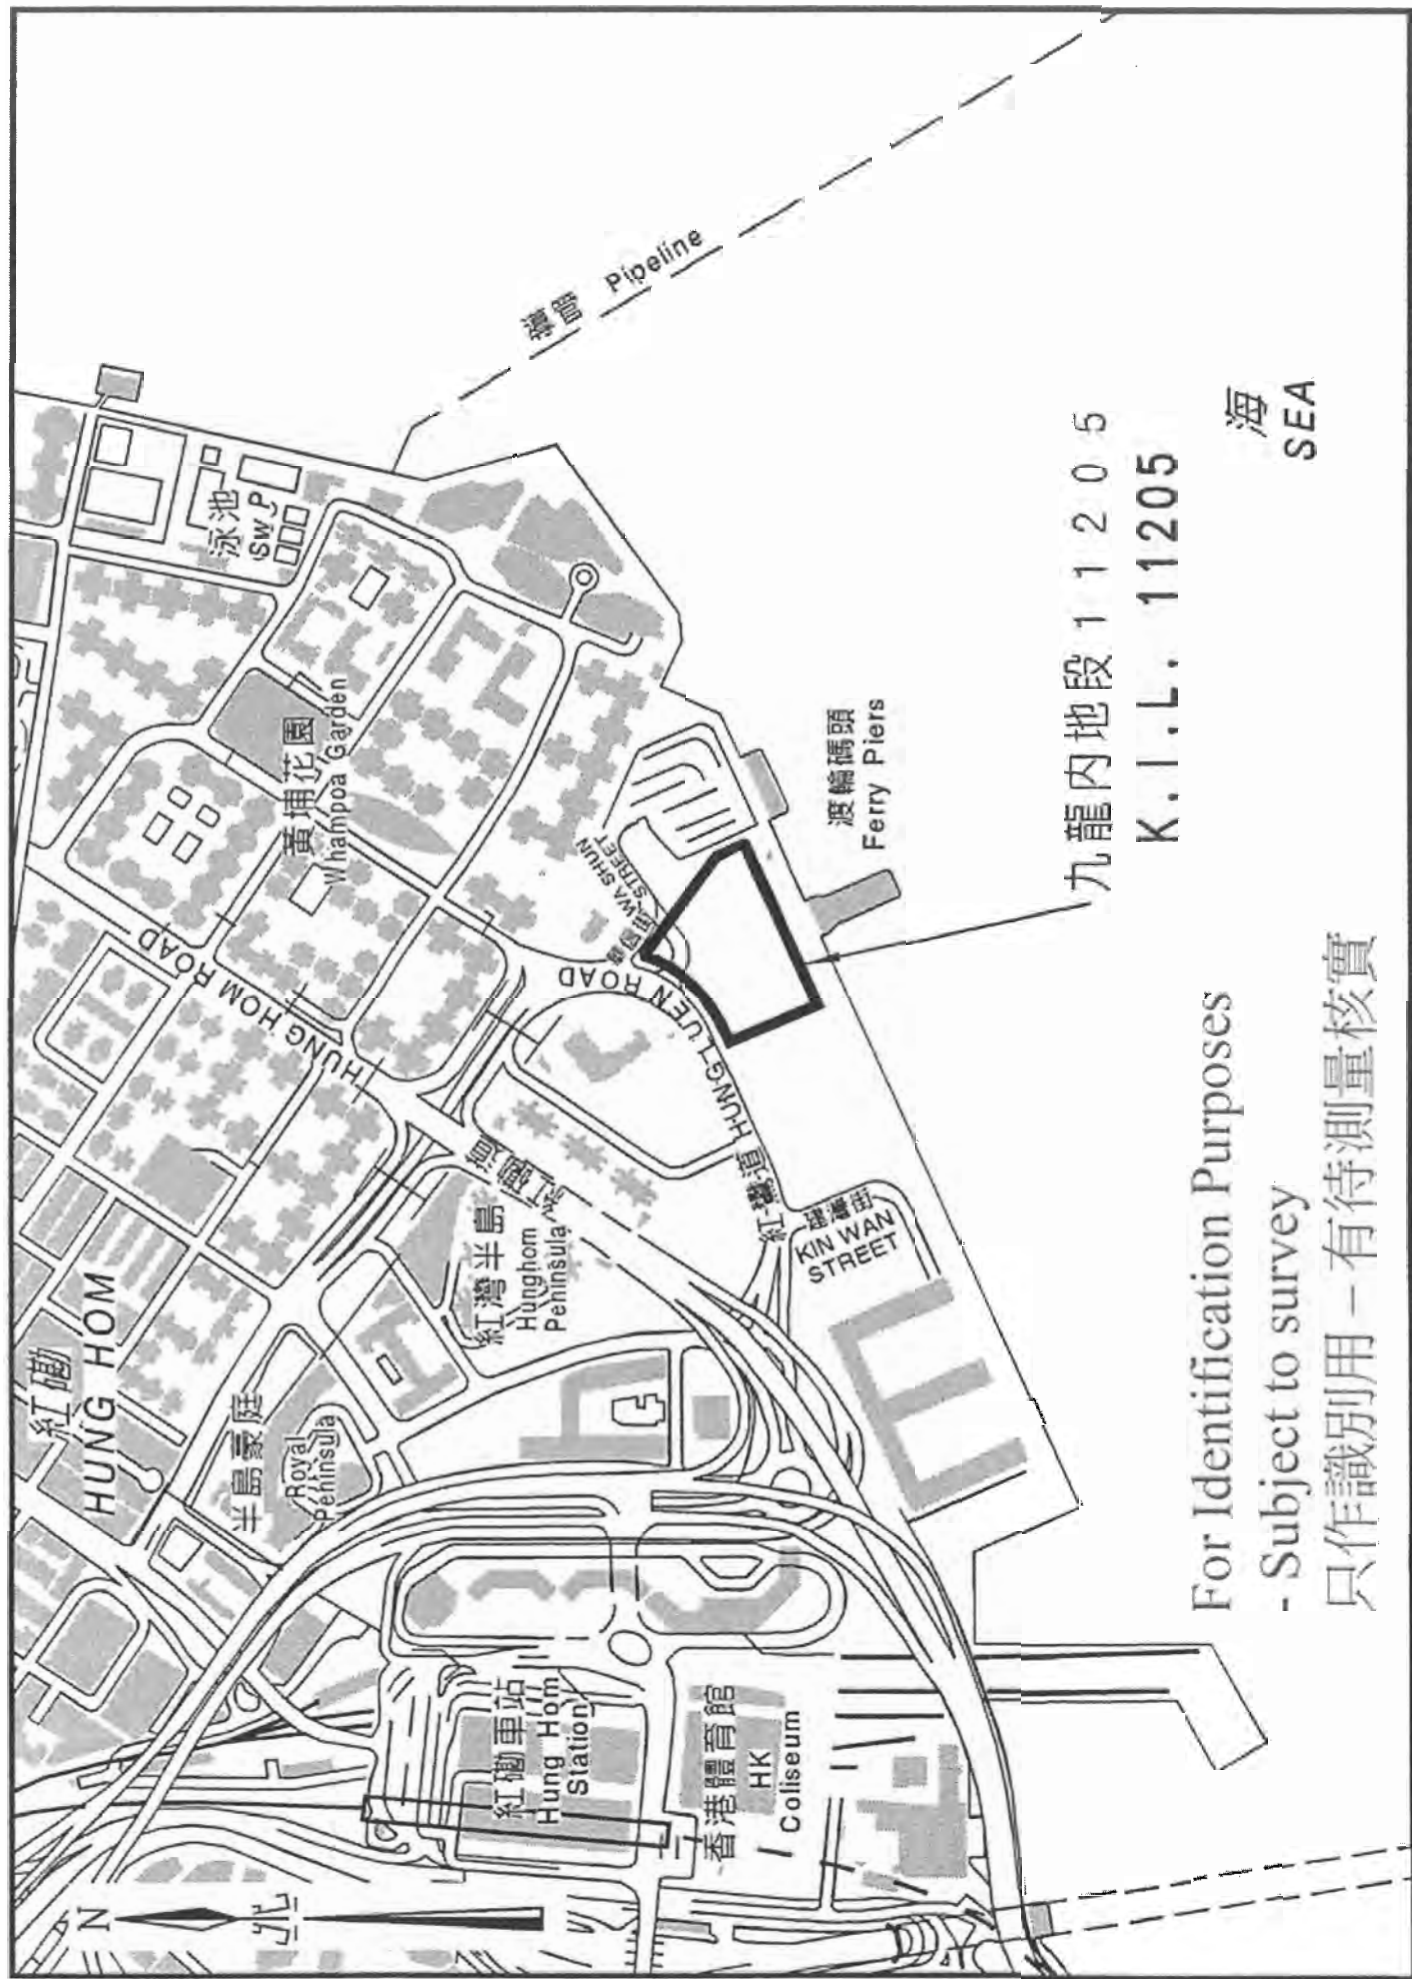 N
北
紅磡
HUNG HOM
半島豪庭
Royal
Peninsula
紅磡車站
Hung Hom
Station
香港體育館
HK
Coliseum
紅灣半島
Hunghom
Peninsula
紅磡道
HUNG HOM ROAD
黃埔花園
Whampoa Garden
泳池
Sw P
紅鸞道 HUNG LUEN ROAD
WA SHUN
STREET
KIN WAN
STREET
渡輪碼頭
Ferry Piers
導管 Pipeline
九龍內地段11205
K.I.L. 11205
海
SEA
For Identification Purposes
- Subject to survey
只作識別用－有待測量核實